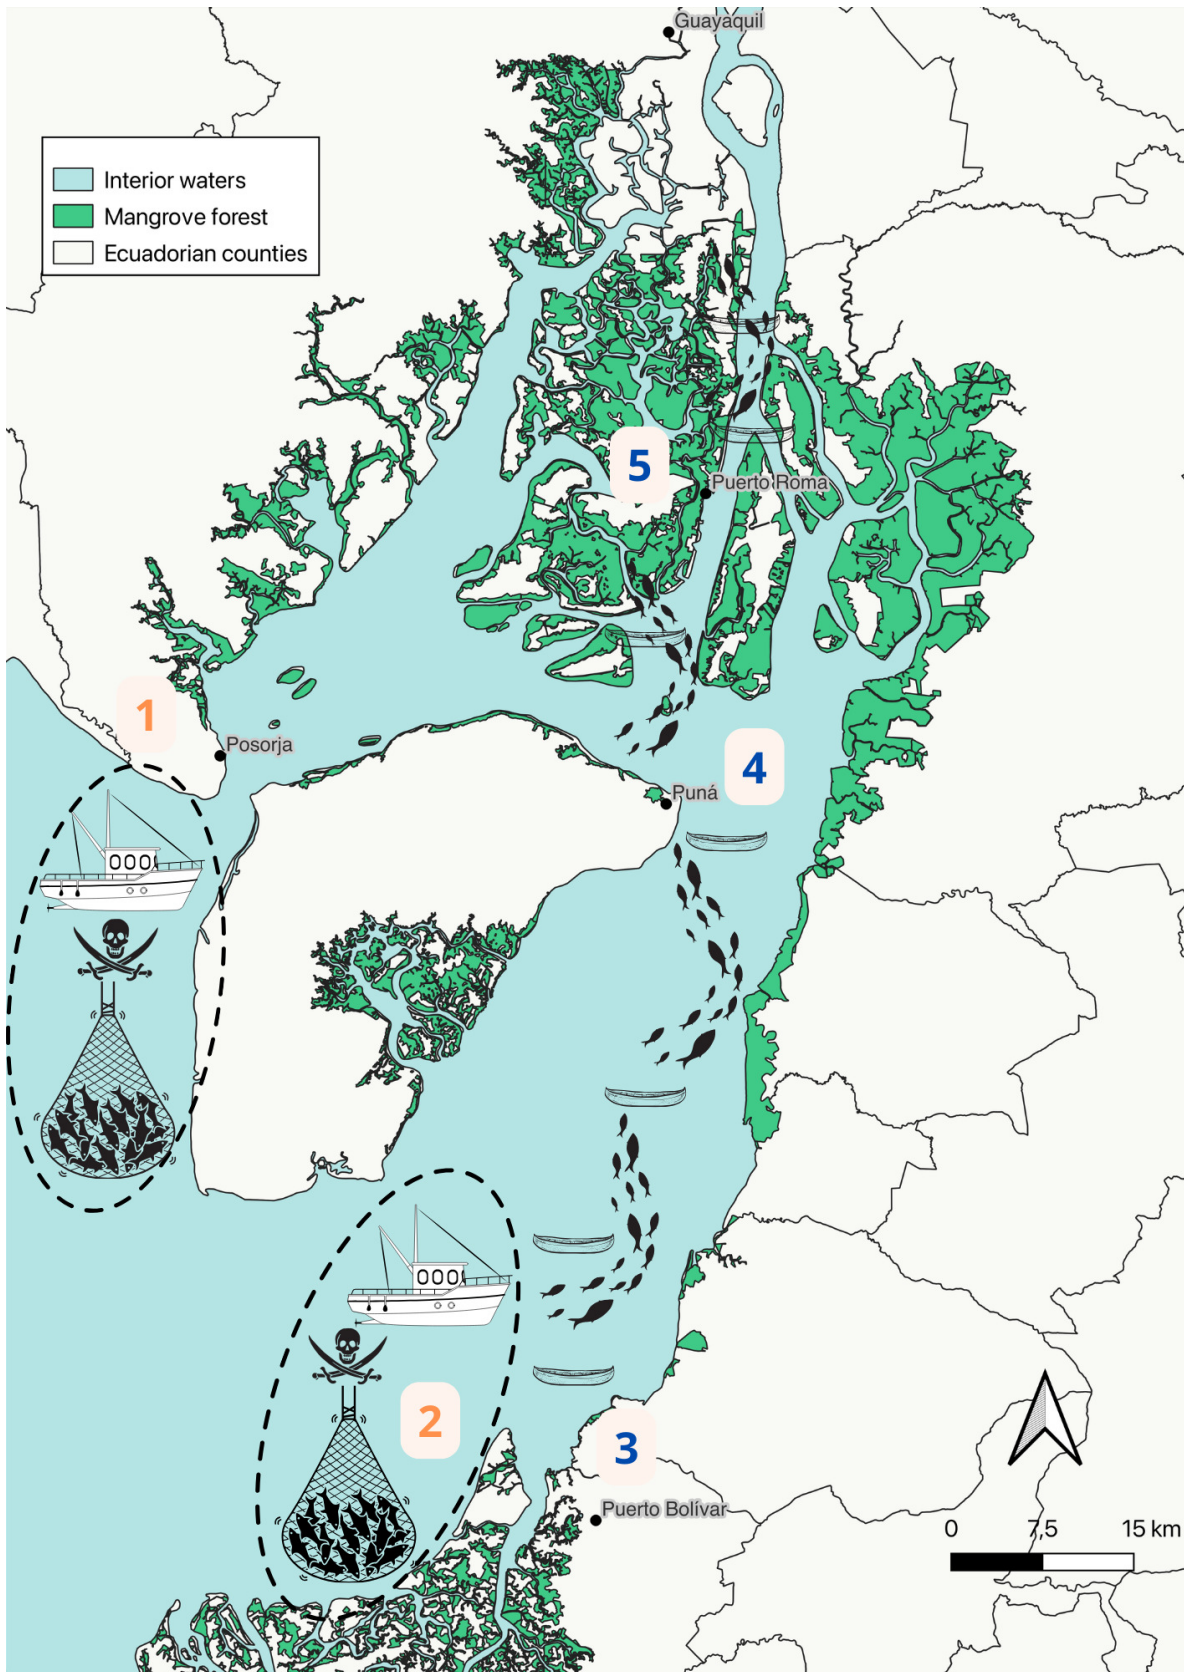 Guayaquil
Interior waters
Mangrove forest
Ecuadorian counties
5
Puerto Roma
1
Posorja
4
Puná
2
3
Puerto Bolívar
0 7,5 15 km